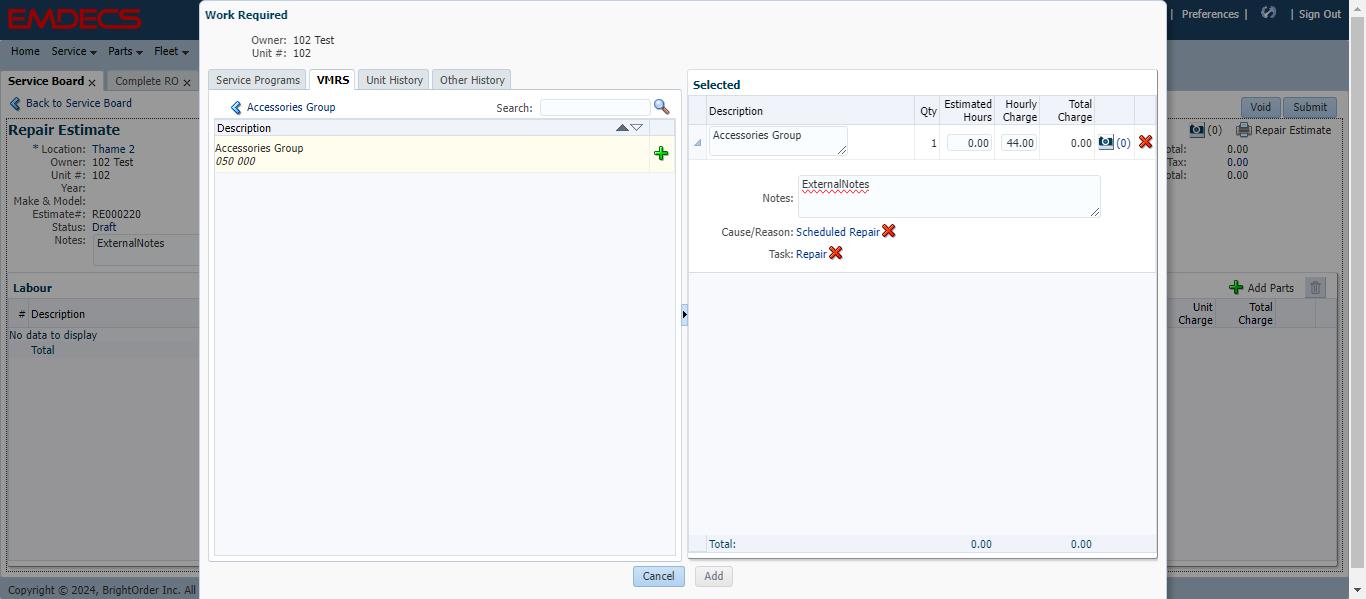 EMDECS
Work Required
| Preferences |
| Sign Out
Owner: 102 Test
Unit #: 102
Home Service Parts Fleet
Service Board Complete RO
Service Programs VMRS Unit History Other History
Selected
Back to Service Board
Accessories Group
Search:
Void Submit
Description
Description Qty Estimated Hours Hourly Charge Total Charge
Repair Estimate
(0) Repair Estimate
Accessories Group
050 000
Accessories Group 1 0.00 44.00 0.00 (0)
* Location: Thame 2
Owner: 102 Test
Unit #: 102
Year:
Make & Model:
Estimate#: RE000220
Status: Draft
Notes: ExternalNotes
otal: 0.00
Tax: 0.00
otal: 0.00
Notes: ExternalNotes
Cause/Reason: Scheduled Repair
Task: Repair
Labour
Add Parts
# Description
Unit Charge Total Charge
No data to display
Total
Total: 0.00 0.00
Cancel Add
Copyright © 2024, BrightOrder Inc. All